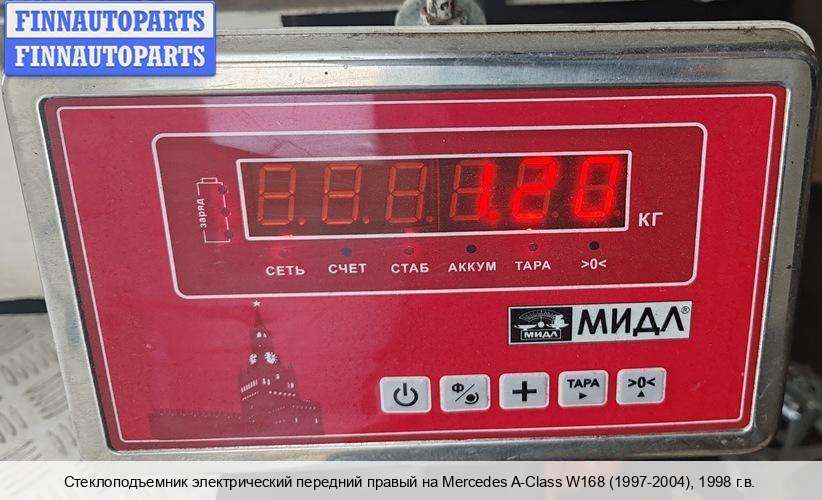 FINNAUTOPARTS
FINNAUTOPARTS
заряд
1.20
КГ
СЕТЬ СЧЕТ СТАБ АККУМ ТАРА >0<
МИДЛ МИДЛ®
Ф/ + ТАРА >0<
Стеклоподъемник электрический передний правый на Mercedes A-Class W168 (1997-2004), 1998 г.в.